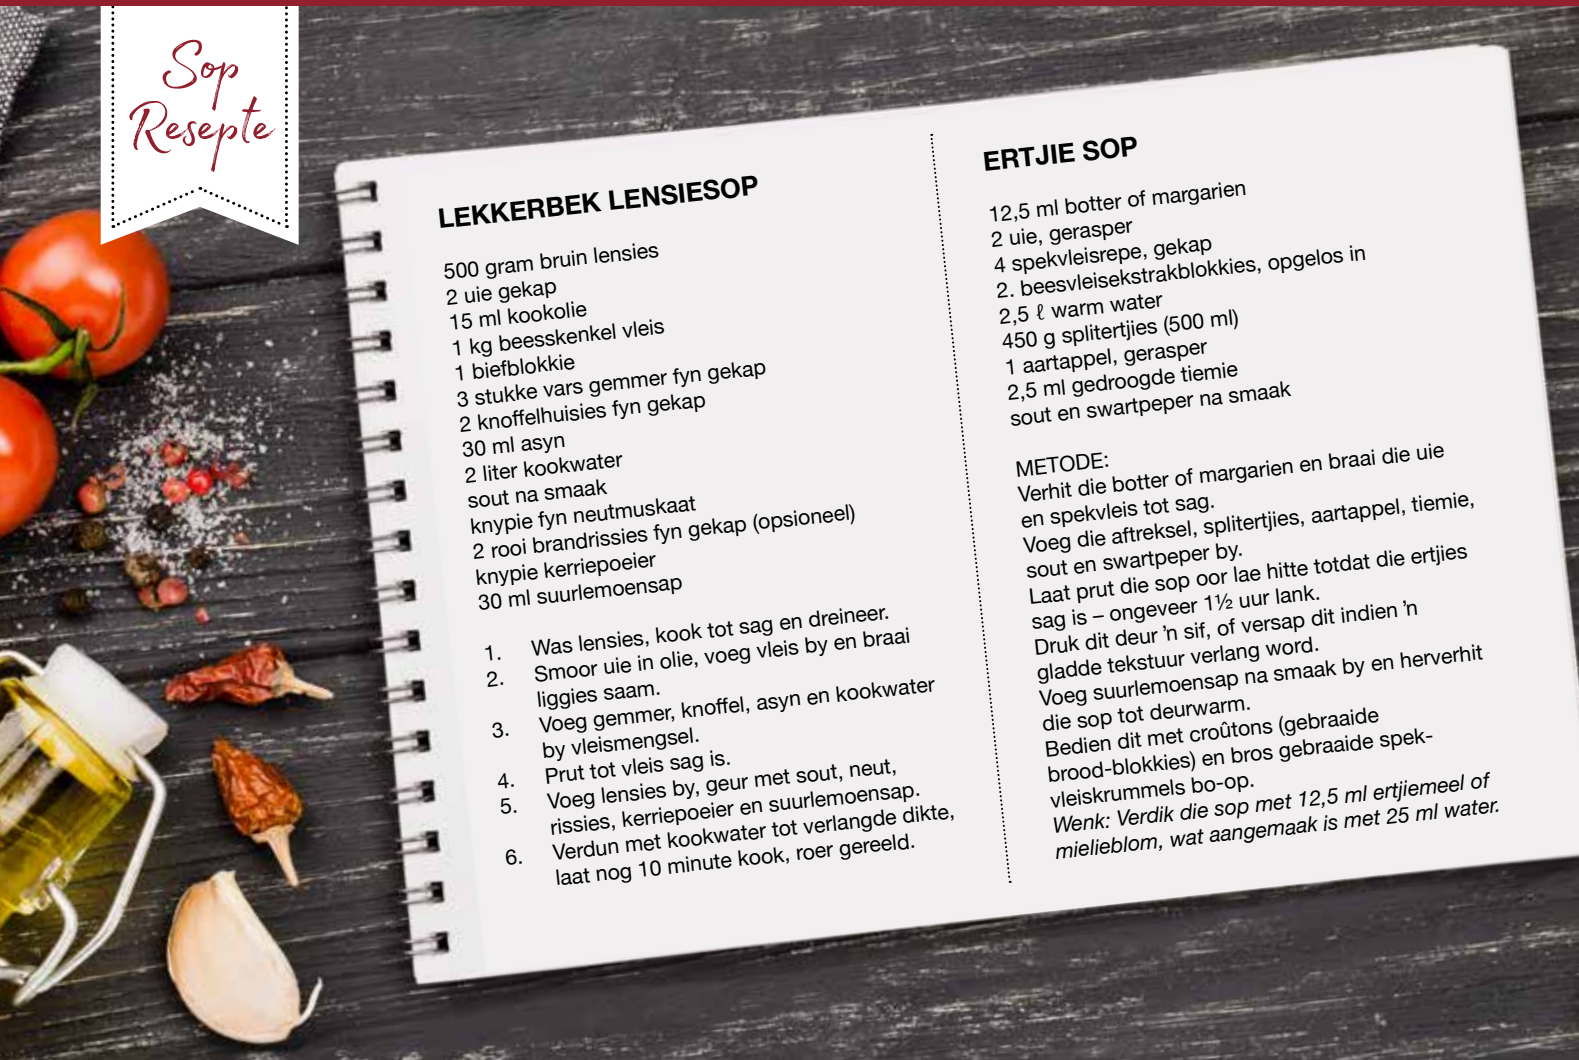 Sop
Resepte
LEKKERBEK LENSIESOP
500 gram bruin lensies
2 uie gekap
15 ml kookolie
1 kg beesskenkel vleis
1 biefblokkie
3 stukke vars gemmer fyn gekap
2 knoffelhuisies fyn gekap
30 ml asyn
2 liter kookwater
sout na smaak
knypie fyn neutmuskaat
2 rooi brandrissies fyn gekap (opsioneel)
knypie kerriepoeier
30 ml suurlemoensap
1. Was lensies, kook tot sag en dreineer.
2. Smoor uie in olie, voeg vleis by en braai
liggies saam.
3. Voeg gemmer, knoffel, asyn en kookwater
by vleismengsel.
4. Prut tot vleis sag is.
5. Voeg lensies by, geur met sout, neut,
rissies, kerriepoeier en suurlemoensap.
6. Verdun met kookwater tot verlangde dikte,
laat nog 10 minute kook, roer gereeld.
ERTJIE SOP
12,5 ml botter of margarien
2 uie, gerasper
4 spekvleisrepe, gekap
2. beesvleisekstrakblokkies, opgelos in
2,5 ℓ warm water
450 g splitertjies (500 ml)
1 aartappel, gerasper
2,5 ml gedroogde tiemie
sout en swartpeper na smaak
METODE:
Verhit die botter of margarien en braai die uie
en spekvleis tot sag.
Voeg die aftreksel, splitertjies, aartappel, tiemie,
sout en swartpeper by.
Laat prut die sop oor lae hitte totdat die ertjies
sag is – ongeveer 1½ uur lank.
Druk dit deur ’n sif, of versap dit indien ’n
gladde tekstuur verlang word.
Voeg suurlemoensap na smaak by en herverhit
die sop tot deurwarm.
Bedien dit met croûtons (gebraaide
brood-blokkies) en bros gebraaide spek-
vleiskrummels bo-op.
Wenk: Verdik die sop met 12,5 ml ertjiemeel of
mielieblom, wat aangemaak is met 25 ml water.